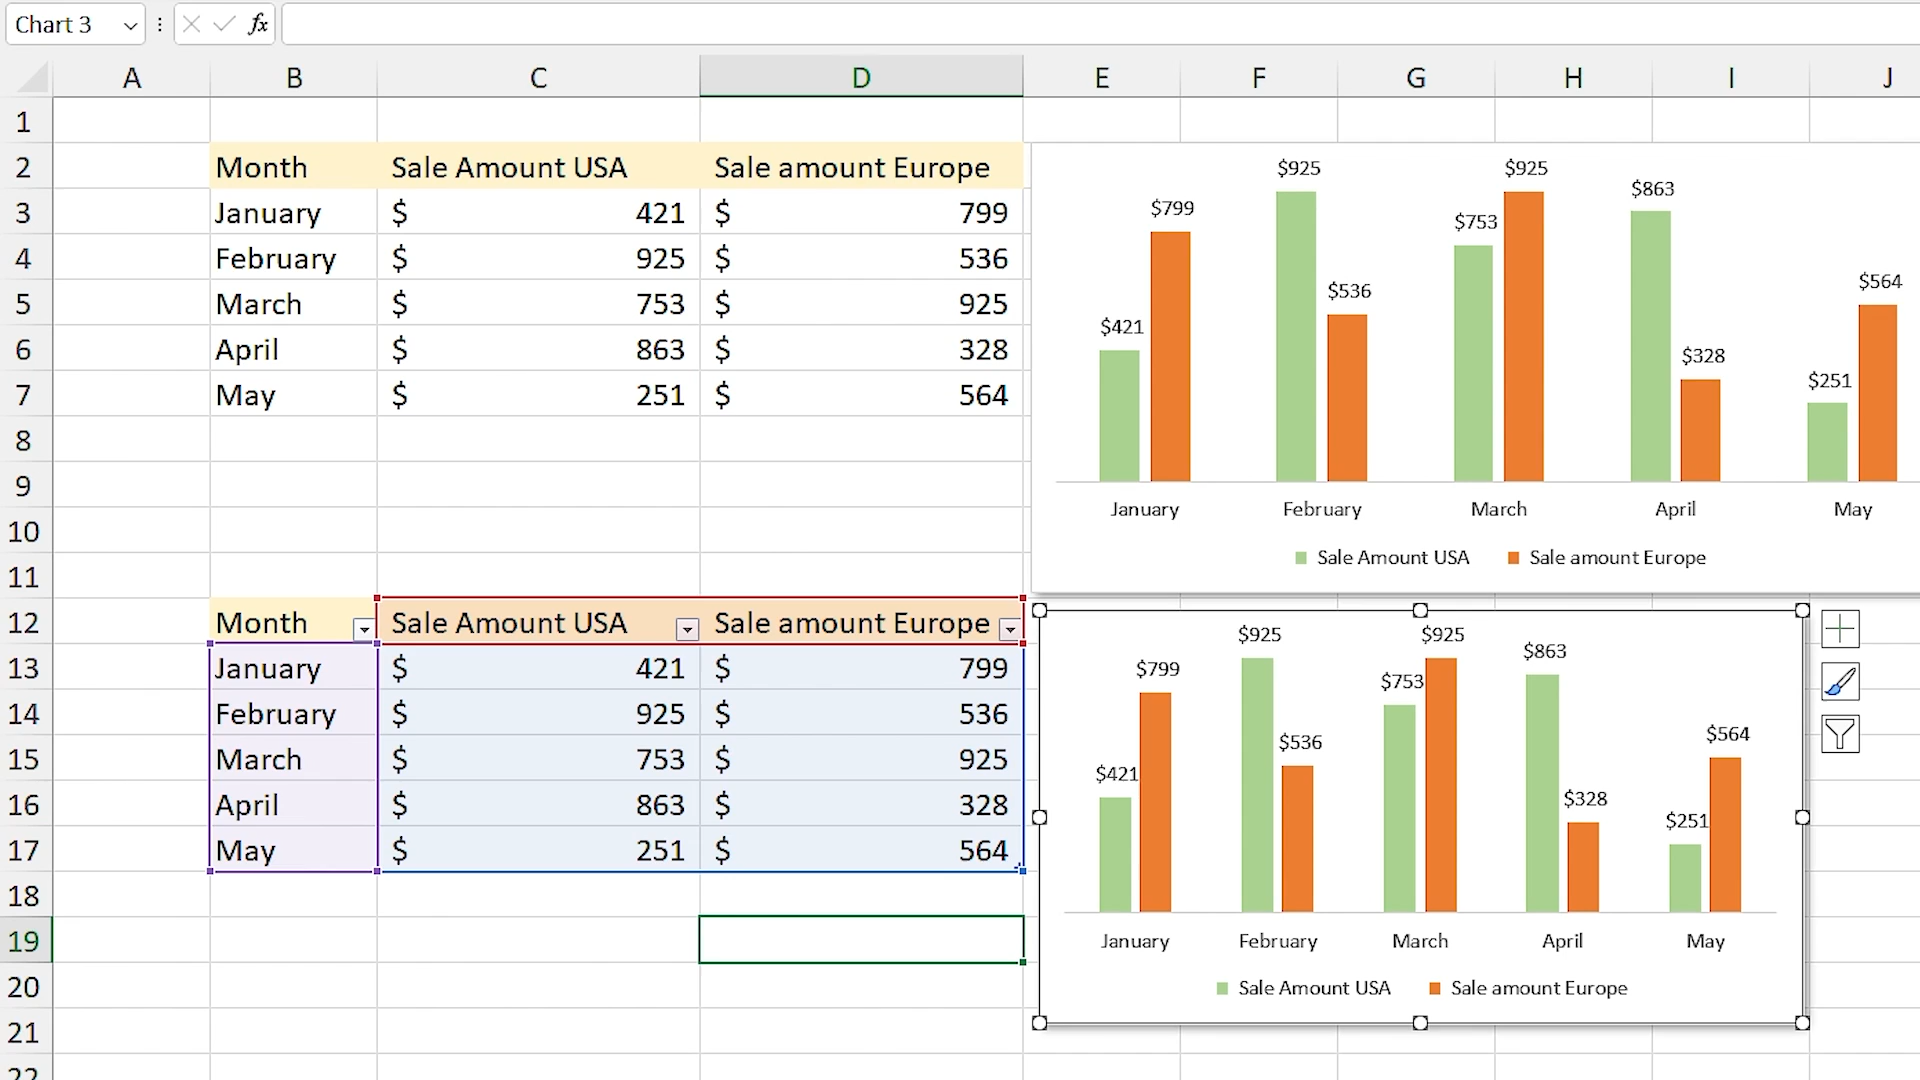 Chart 3 fx
A B C D E F G H I J
1
2 Month Sale Amount USA Sale amount Europe
3 January $ 421 $ 799
4 February $ 925 $ 536
5 March $ 753 $ 925
6 April $ 863 $ 328
7 May $ 251 $ 564
8
9
10
11
12 Month Sale Amount USA Sale amount Europe
13 January $ 421 $ 799
14 February $ 925 $ 536
15 March $ 753 $ 925
16 April $ 863 $ 328
17 May $ 251 $ 564
18
19
20
21
22
$421 $799 $925 $536 $753 $925 $863 $328 $251 $564
January February March April May
Sale Amount USA Sale amount Europe
$421 $799 $925 $536 $753 $925 $863 $328 $251 $564
January February March April May
Sale Amount USA Sale amount Europe